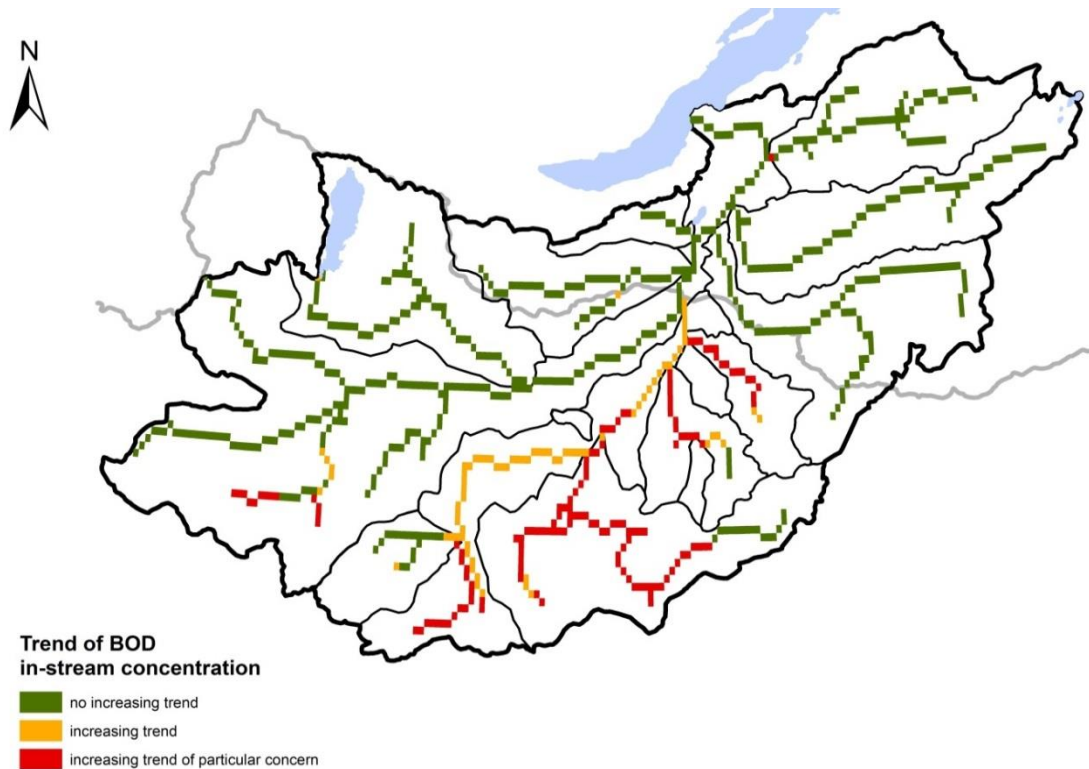 N
Trend of BOD
in-stream concentration
no increasing trend
increasing trend
increasing trend of particular concern